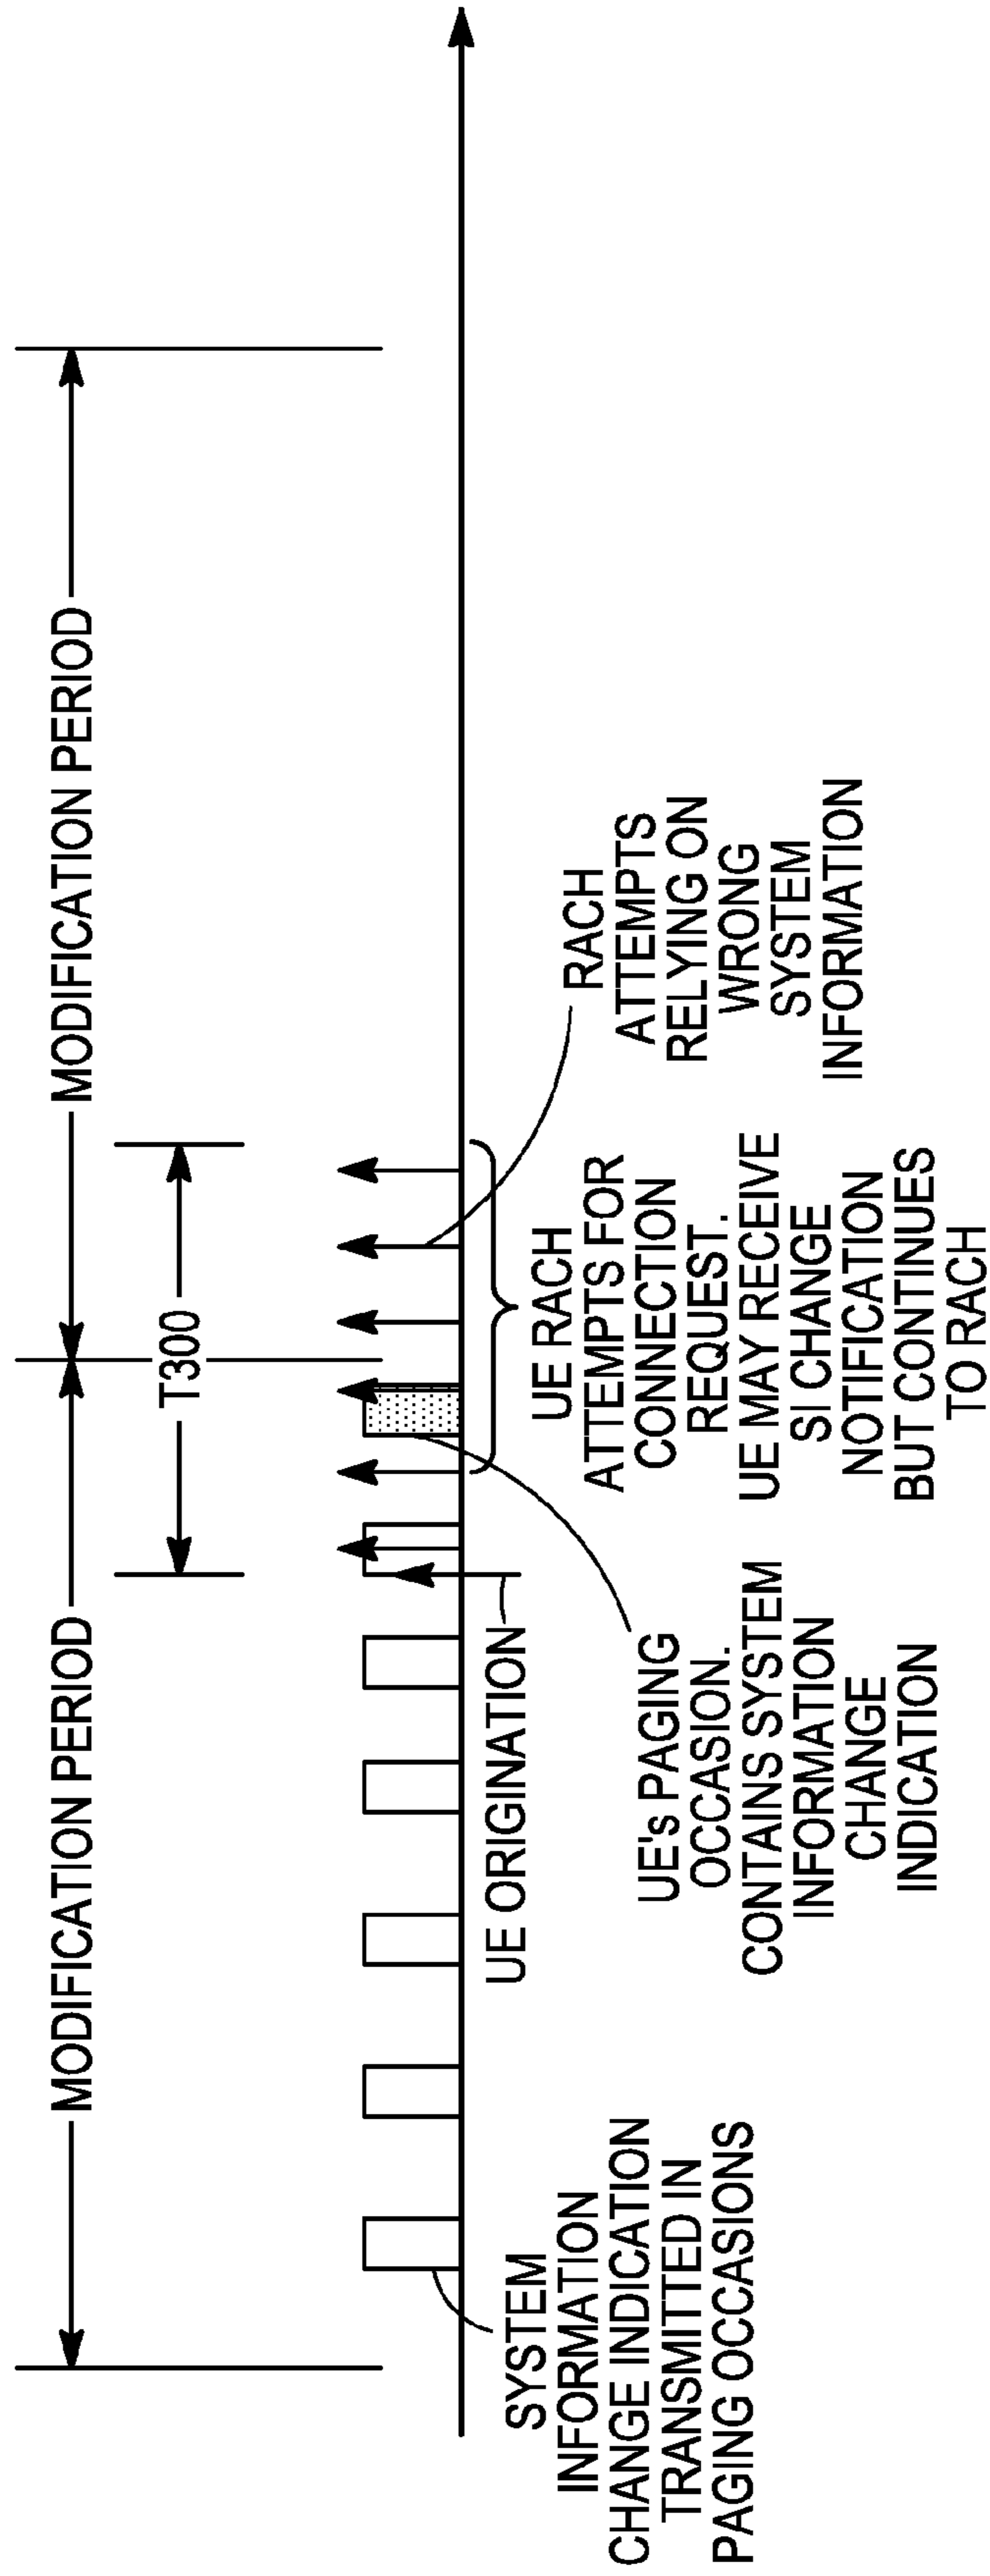 MODIFICATION PERIOD
MODIFICATION PERIOD
T300
SYSTEM
INFORMATION
CHANGE INDICATION
TRANSMITTED IN
PAGING OCCASIONS
UE ORIGINATION
UE's PAGING
OCCASION.
CONTAINS SYSTEM
INFORMATION
CHANGE
INDICATION
UE RACH
ATTEMPTS FOR
CONNECTION
REQUEST.
UE MAY RECEIVE
SI CHANGE
NOTIFICATION
BUT CONTINUES
TO RACH
RACH
ATTEMPTS
RELYING ON
WRONG
SYSTEM
INFORMATION